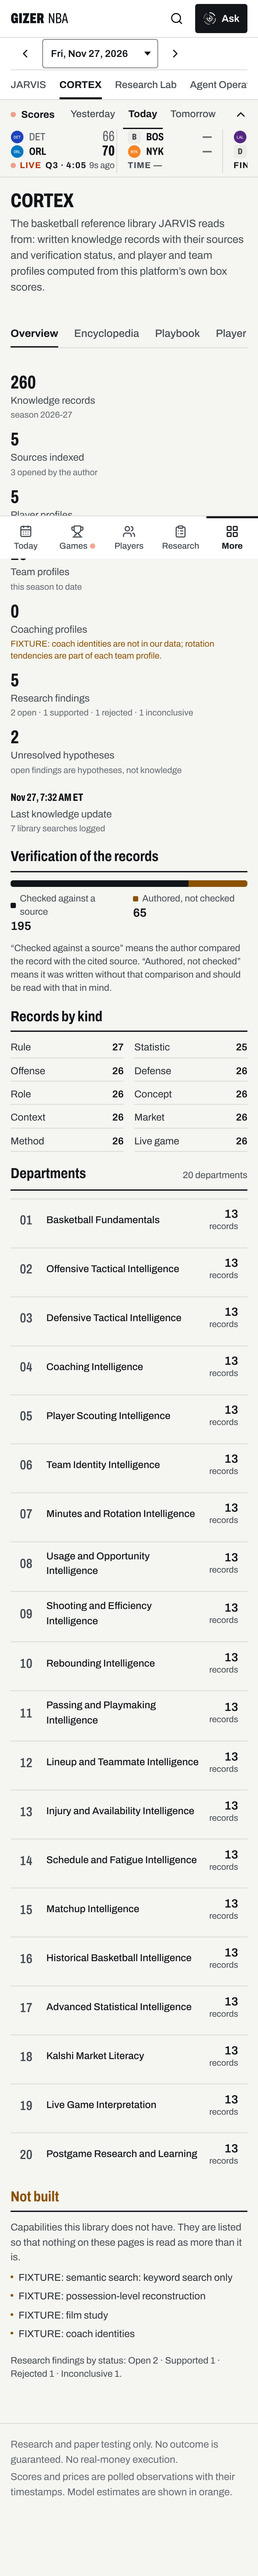 GIZER NBA
Ask
Fri, Nov 27, 2026
JARVIS CORTEX Research Lab Agent Opera
Scores Yesterday Today Tomorrow
DET 66
ORL 70
LIVE Q3 · 4:05 9s ago
B BOS —
NYK —
TIME —
D
FIN
CORTEX
The basketball reference library JARVIS reads
from: written knowledge records with their sources
and verification status, and player and team
profiles computed from this platform's own box
scores.
Overview Encyclopedia Playbook Player
260
Knowledge records
season 2026-27
5
Sources indexed
3 opened by the author
5
Player profiles
Today Games Players Research More
Team profiles
this season to date
0
Coaching profiles
FIXTURE: coach identities are not in our data; rotation
tendencies are part of each team profile.
5
Research findings
2 open · 1 supported · 1 rejected · 1 inconclusive
2
Unresolved hypotheses
open findings are hypotheses, not knowledge
Nov 27, 7:32 AM ET
Last knowledge update
7 library searches logged
Verification of the records
Checked against a
source
195
Authored, not checked
65
“Checked against a source” means the author compared
the record with the cited source. “Authored, not checked”
means it was written without that comparison and should
be read with that in mind.
Records by kind
Rule 27 Statistic 25
Offense 26 Defense 26
Role 26 Concept 26
Context 26 Market 26
Method 26 Live game 26
Departments 20 departments
01 Basketball Fundamentals 13 records
02 Offensive Tactical Intelligence 13 records
03 Defensive Tactical Intelligence 13 records
04 Coaching Intelligence 13 records
05 Player Scouting Intelligence 13 records
06 Team Identity Intelligence 13 records
07 Minutes and Rotation Intelligence 13 records
08 Usage and Opportunity
Intelligence 13 records
09 Shooting and Efficiency
Intelligence 13 records
10 Rebounding Intelligence 13 records
11 Passing and Playmaking
Intelligence 13 records
12 Lineup and Teammate Intelligence 13 records
13 Injury and Availability Intelligence 13 records
14 Schedule and Fatigue Intelligence 13 records
15 Matchup Intelligence 13 records
16 Historical Basketball Intelligence 13 records
17 Advanced Statistical Intelligence 13 records
18 Kalshi Market Literacy 13 records
19 Live Game Interpretation 13 records
20 Postgame Research and Learning 13 records
Not built
Capabilities this library does not have. They are listed
so that nothing on these pages is read as more than it
is.
• FIXTURE: semantic search: keyword search only
• FIXTURE: possession-level reconstruction
• FIXTURE: film study
• FIXTURE: coach identities
Research findings by status: Open 2 · Supported 1 ·
Rejected 1 · Inconclusive 1.
Research and paper testing only. No outcome is
guaranteed. No real-money execution.
Scores and prices are polled observations with their
timestamps. Model estimates are shown in orange.